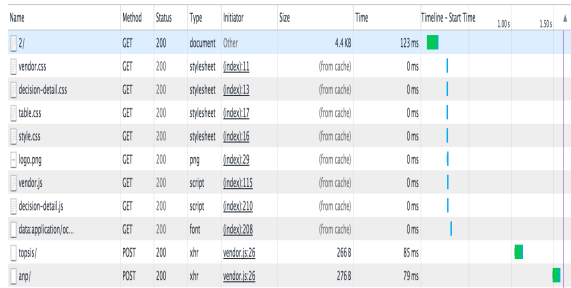 Name Method Status Type Initiator Size Time Timeline – Start Time 1.00 s 1.50 s
2/ GET 200 document Other 4.4 KB 123 ms
vendor.css GET 200 stylesheet (index):11 (from cache) 0 ms
decision-detail.css GET 200 stylesheet (index):13 (from cache) 0 ms
table.css GET 200 stylesheet (index):17 (from cache) 0 ms
style.css GET 200 stylesheet (index):16 (from cache) 0 ms
logo.png GET 200 png (index):29 (from cache) 0 ms
vendor.js GET 200 script (index):115 (from cache) 0 ms
decision-detail.js GET 200 script (index):210 (from cache) 0 ms
data:application/oc... GET 200 font (index):208 (from cache) 0 ms
topsis/ POST 200 xhr vendor.js:26 266 B 85 ms
anp/ POST 200 xhr vendor.js:26 276 B 79 ms